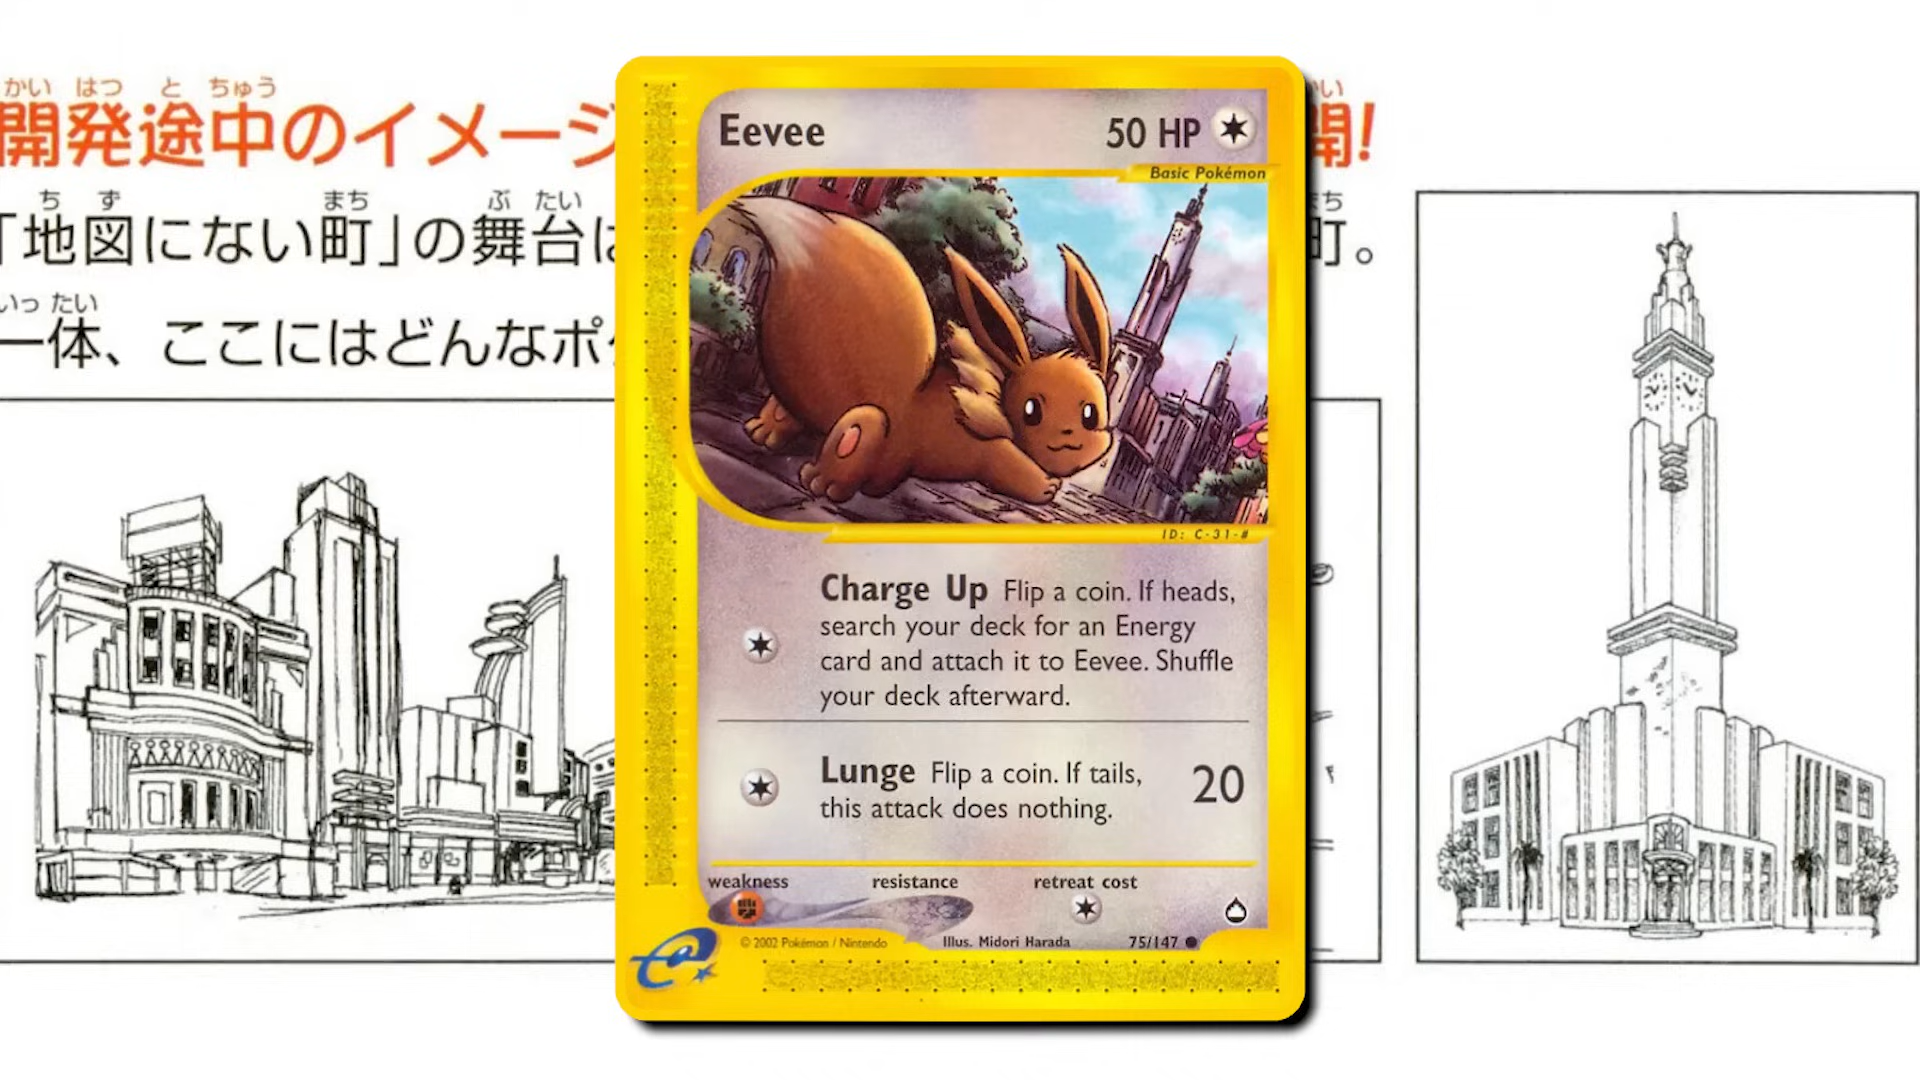 かい はつ と ちゅう
開発途中のイメージ
開!
ち ず まち ぶ たい
「地図にない町」の舞台は
町。
いっ たい
一体、ここにはどんなポケ
Eevee 50 HP
Basic Pokémon
ID: C-31-#
Charge Up Flip a coin. If heads,
search your deck for an Energy
card and attach it to Eevee. Shuffle
your deck afterward.
Lunge Flip a coin. If tails,
this attack does nothing.
20
weakness resistance retreat cost
© 2002 Pokémon / Nintendo Illus. Midori Harada 75/147
e